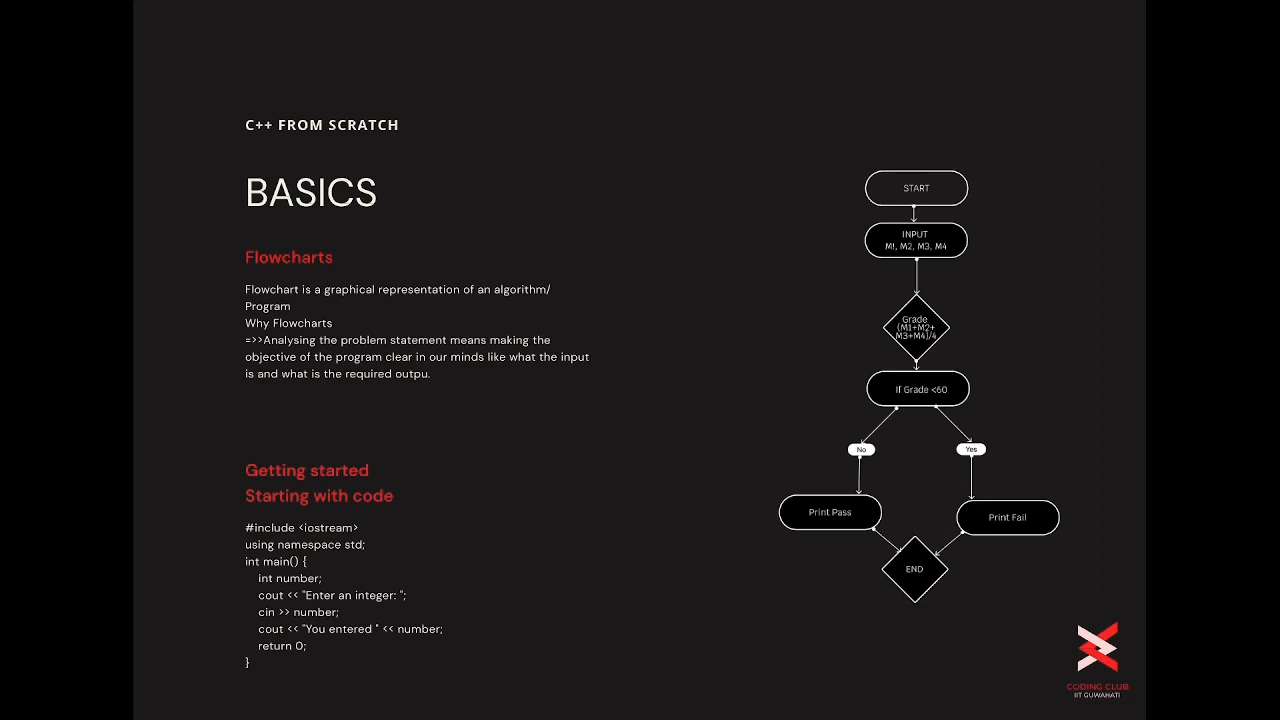 C++ FROM SCRATCH
BASICS
Flowcharts
Flowchart is a graphical representation of an algorithm/
Program
Why Flowcharts
=>>Analysing the problem statement means making the
objective of the program clear in our minds like what the input
is and what is the required outpu.
Getting started
Starting with code
#include <iostream>
using namespace std;
int main() {
int number;
cout << "Enter an integer: ";
cin >> number;
cout << "You entered " << number;
return 0;
}
START
INPUT
M!, M2, M3, M4
Grade
(M1+M2+
M3+M4)/4
If Grade <60
No
Yes
Print Pass
Print Fail
END
CODING CLUB
IIT GUWAHATI